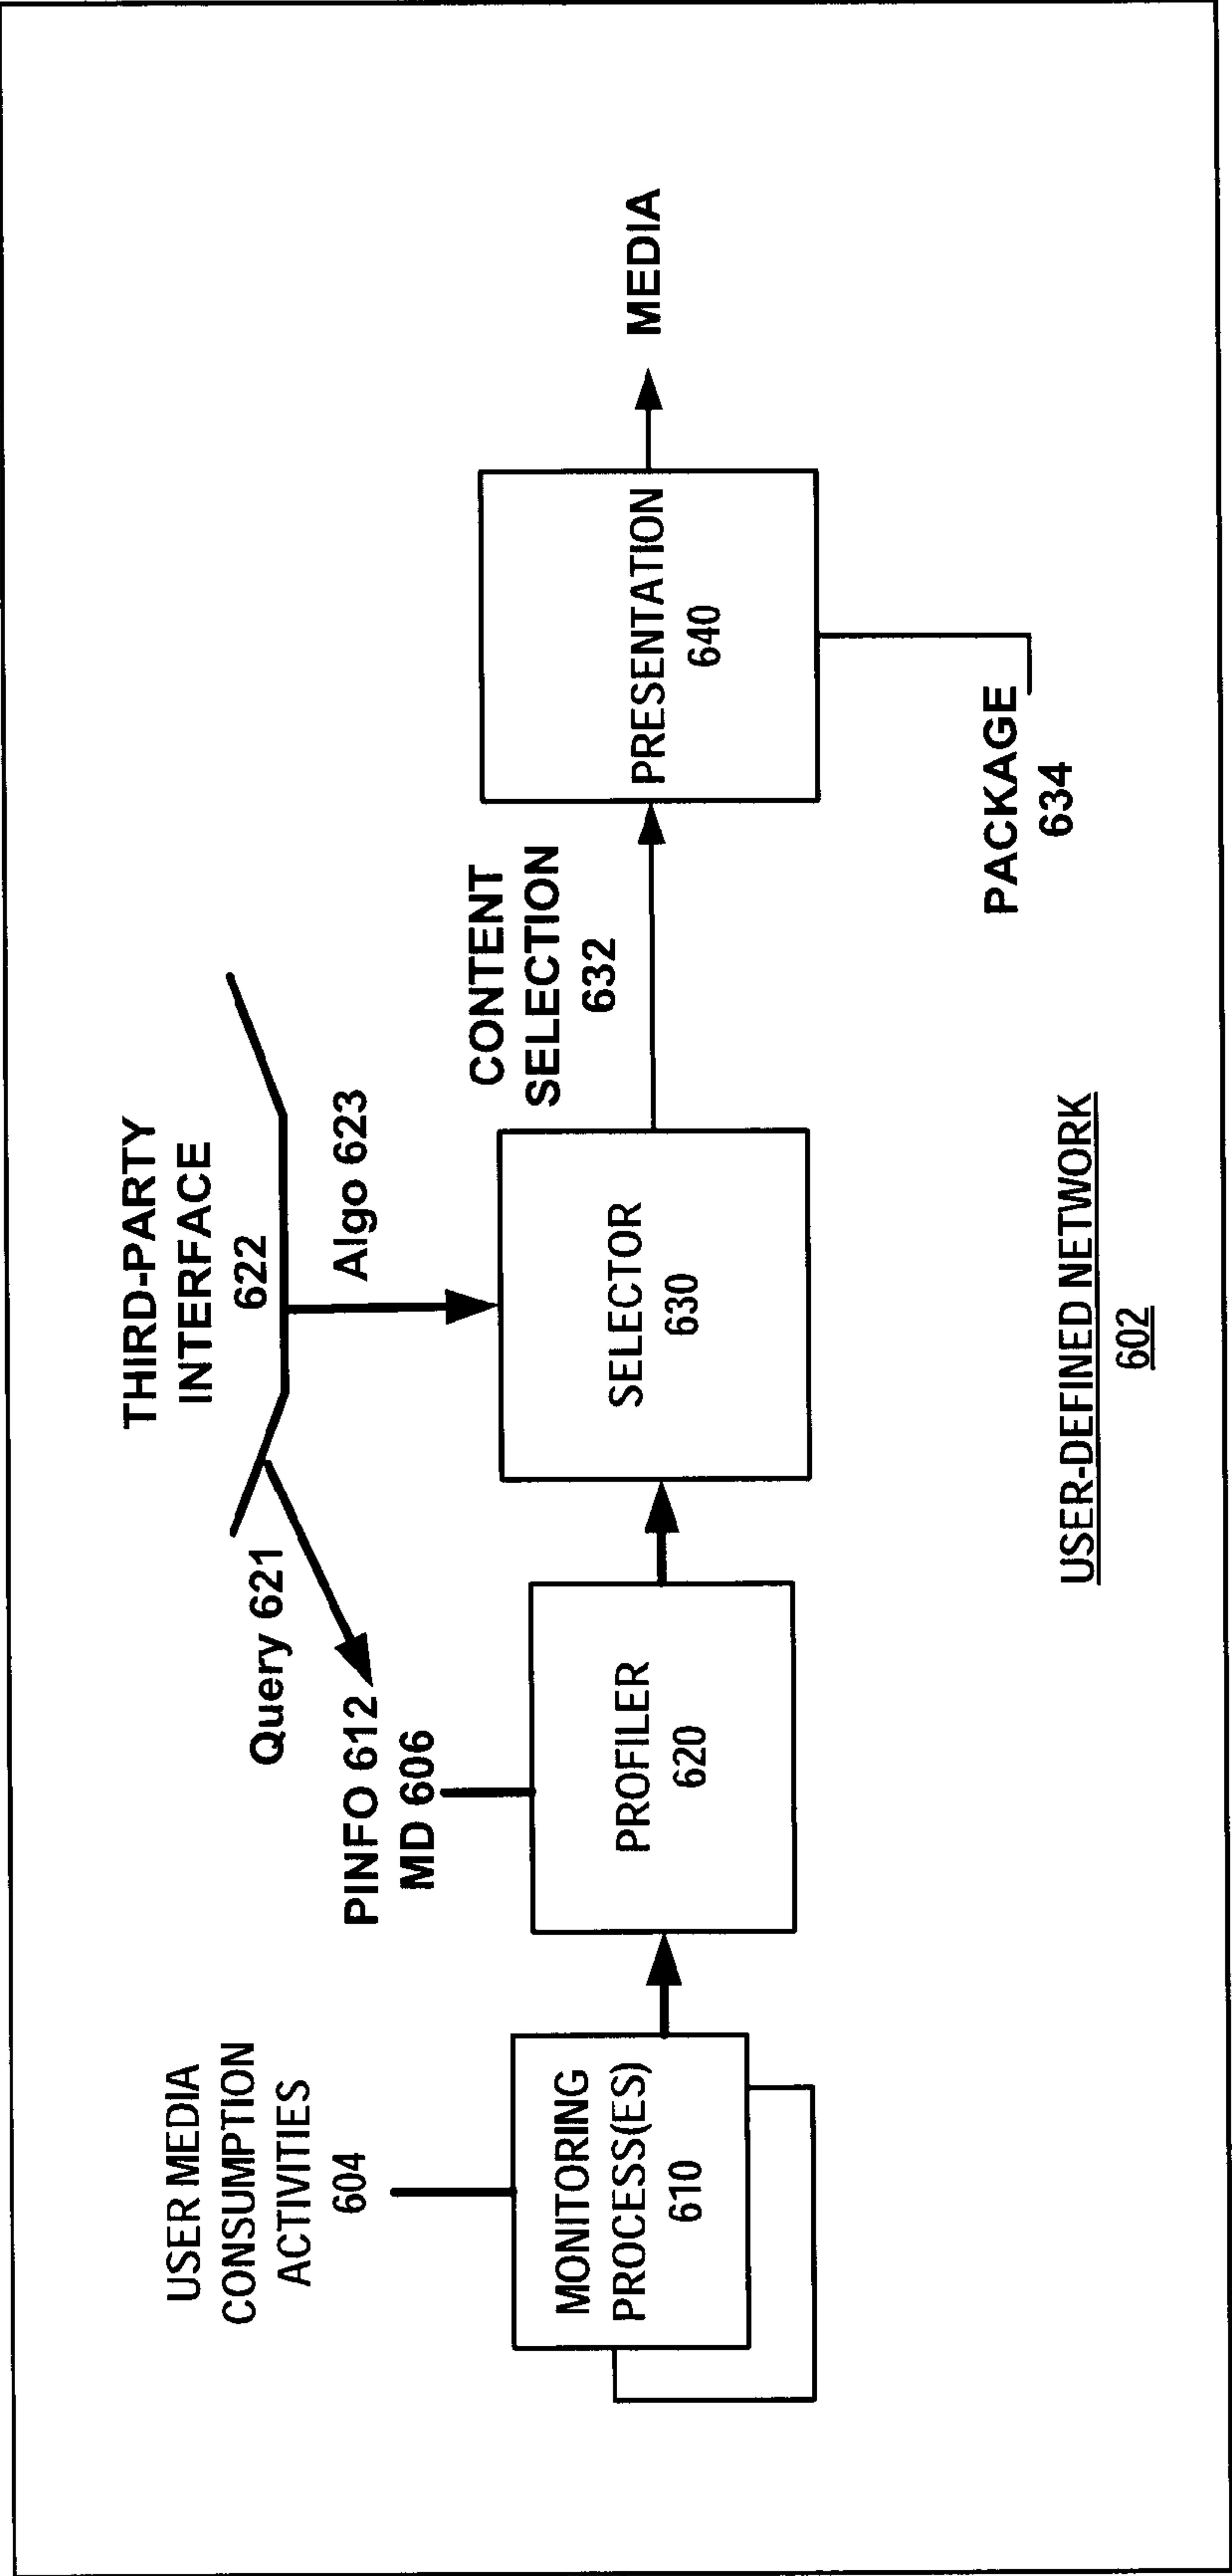 USER MEDIA
CONSUMPTION
ACTIVITIES
604
MONITORING
PROCESS(ES)
610
Query 621
PINFO 612
MD 606
PROFILER
620
THIRD-PARTY
INTERFACE
622
Algo 623
SELECTOR
630
CONTENT
SELECTION
632
PRESENTATION
640
MEDIA
PACKAGE
634
USER-DEFINED NETWORK
602